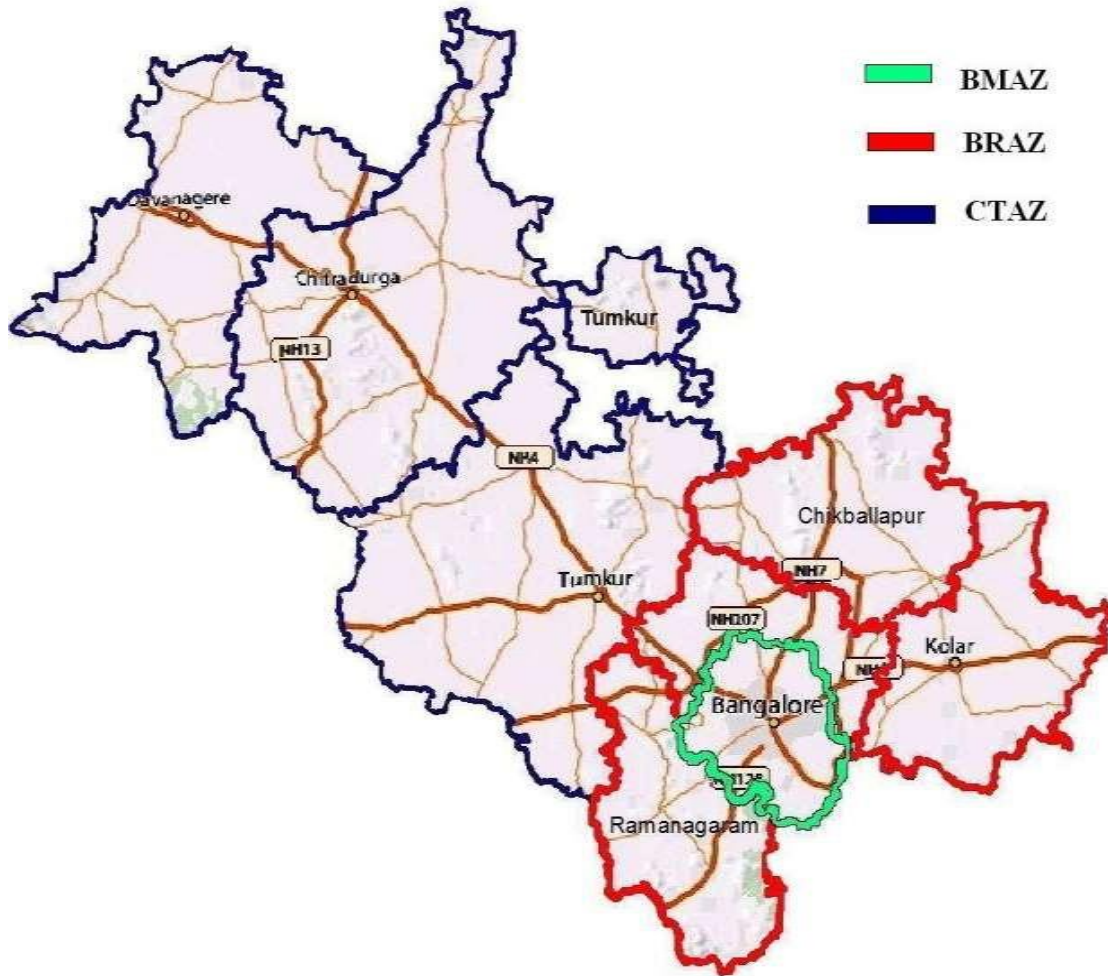 BMAZ
BRAZ
CTAZ
Davanagere
Chitradurga
Tumkur
NH13
NH4
Chikballapur
Tumkur
NH7
NH207
Kolar
Bangalore
Ramanagaram